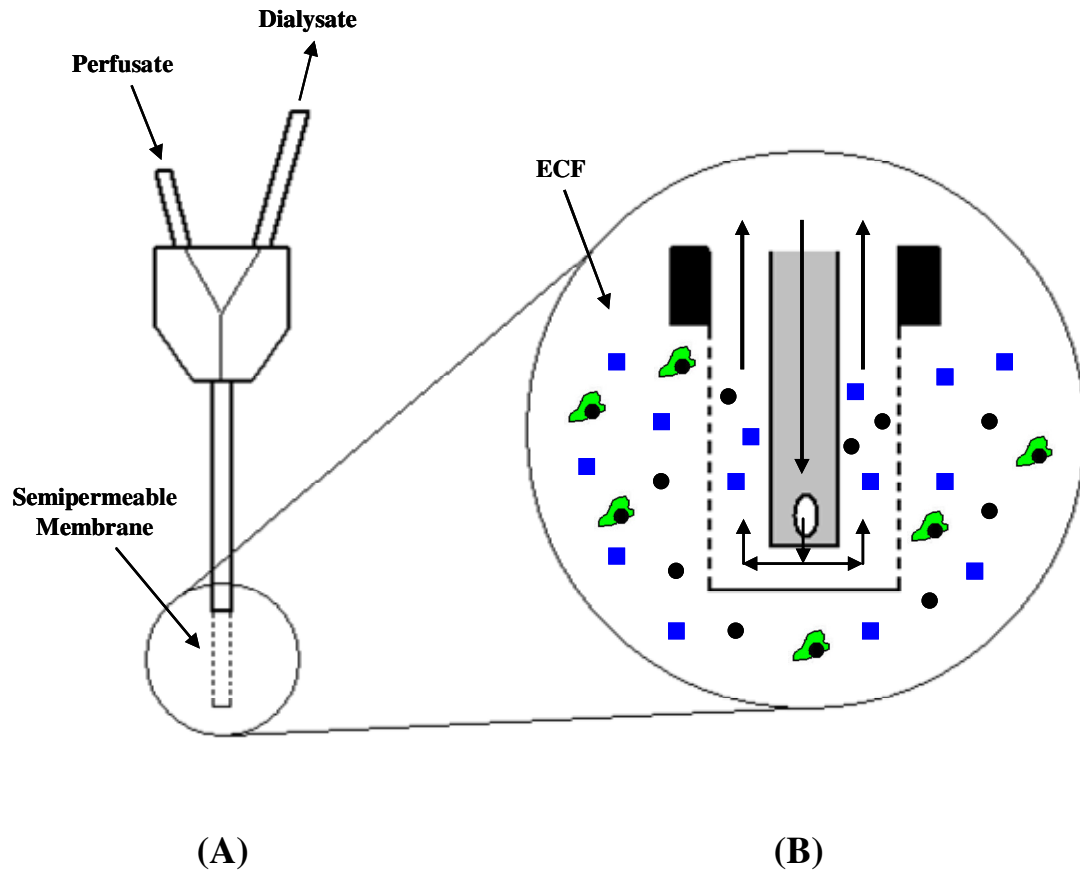 Dialysate
Perfusate
ECF
Semipermeable
Membrane
(A)
(B)